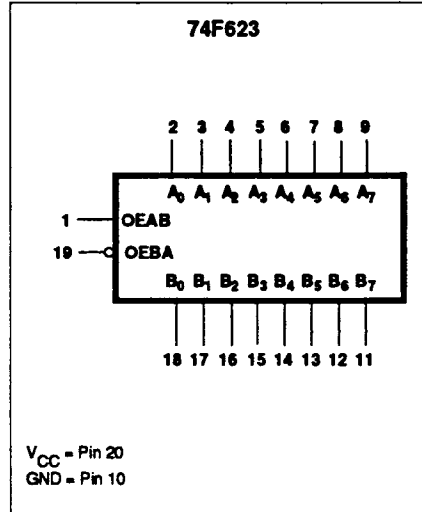 74F623
2 3 4 5 6 7 8 9
A0 A1 A2 A3 A4 A5 A6 A7
1 OEAB
19 OEBA
B0 B1 B2 B3 B4 B5 B6 B7
18 17 16 15 14 13 12 11
VCC = Pin 20
GND = Pin 10